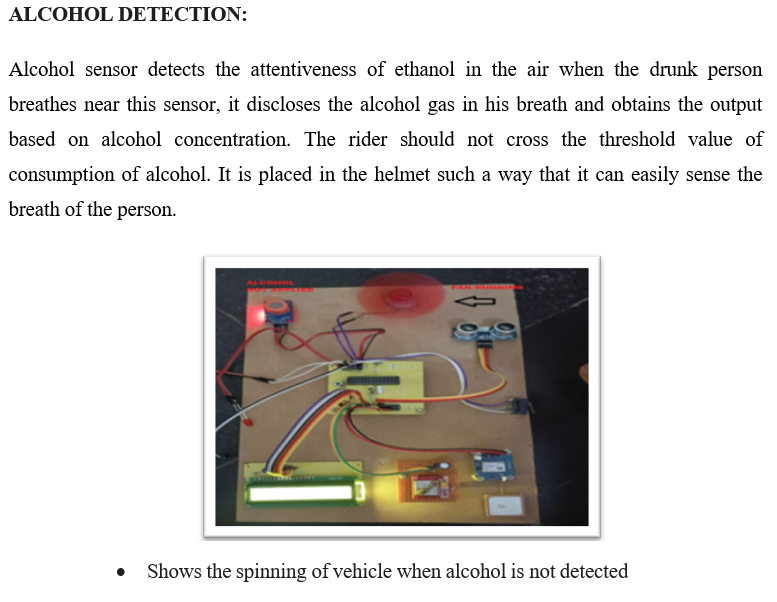 ALCOHOL DETECTION:
Alcohol sensor detects the attentiveness of ethanol in the air when the drunk person
breathes near this sensor, it discloses the alcohol gas in his breath and obtains the output
based on alcohol concentration. The rider should not cross the threshold value of
consumption of alcohol. It is placed in the helmet such a way that it can easily sense the
breath of the person.
ALCOHOL
NOT APPLIED
FAN RUNNING
• Shows the spinning of vehicle when alcohol is not detected